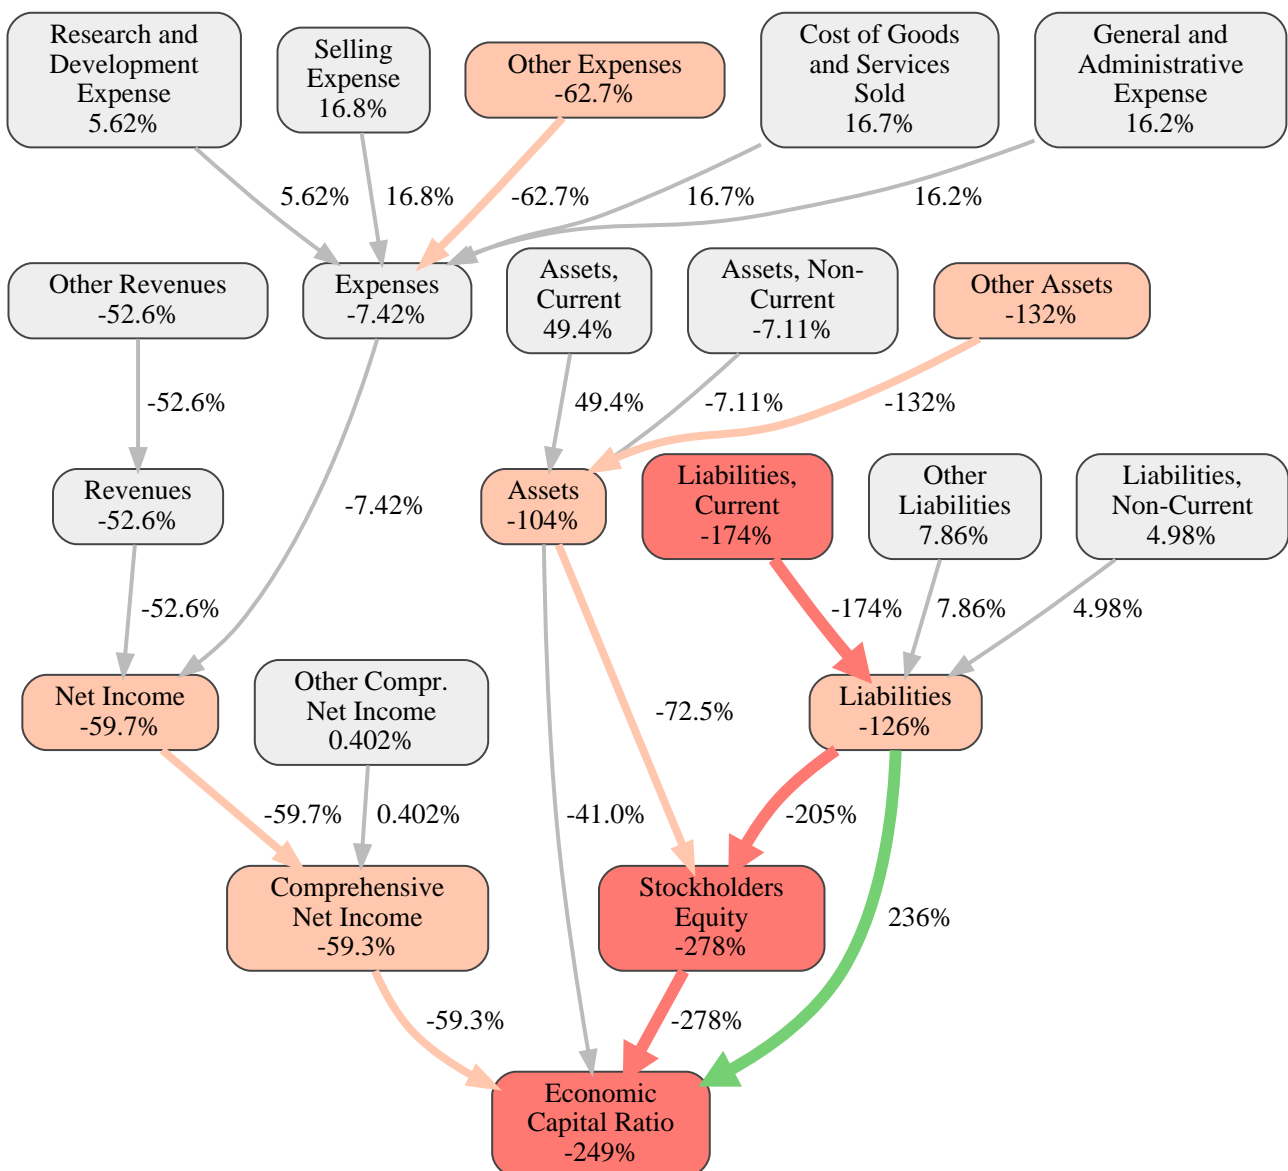 Research and
Development
Expense
5.62%
Selling
Expense
16.8%
Other Expenses
-62.7%
Cost of Goods
and Services
Sold
16.7%
General and
Administrative
Expense
16.2%
5.62%
16.8%
-62.7%
16.7%
16.2%
Other Revenues
-52.6%
Expenses
-7.42%
Assets,
Current
49.4%
Assets, Non-
Current
-7.11%
Other Assets
-132%
-52.6%
49.4%
-7.11%
-132%
Revenues
-52.6%
-7.42%
Assets
-104%
Liabilities,
Current
-174%
Other
Liabilities
7.86%
Liabilities,
Non-Current
4.98%
-52.6%
-174%
7.86%
4.98%
Net Income
-59.7%
Other Compr.
Net Income
0.402%
-72.5%
Liabilities
-126%
-59.7%
0.402%
-41.0%
-205%
Comprehensive
Net Income
-59.3%
Stockholders
Equity
-278%
236%
-59.3%
-278%
Economic
Capital Ratio
-249%